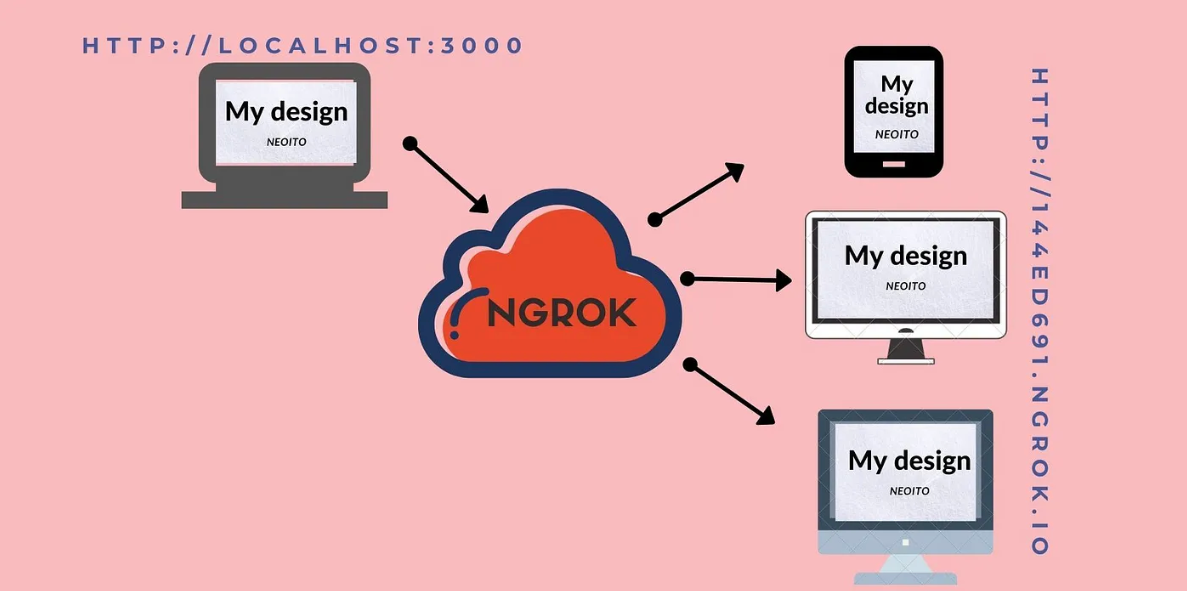 HTTP://LOCALHOST:3000
My design
NEOITO
NGROK
My
design
NEOITO
My design
NEOITO
My design
NEOITO
HTTP://144ED691.NGROK.IO